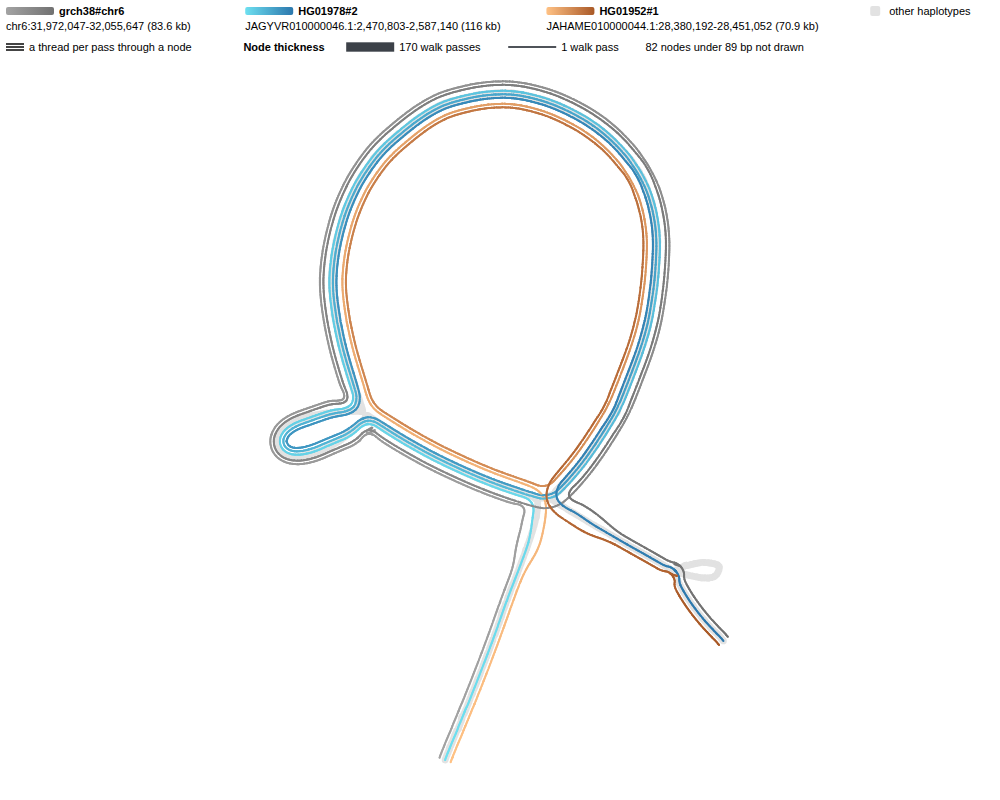 grch38#chr6
chr6:31,972,047-32,055,647 (83.6 kb)
HG01978#2
JAGYVR010000046.1:2,470,803-2,587,140 (116 kb)
HG01952#1
JAHAME010000044.1:28,380,192-28,451,052 (70.9 kb)
other haplotypes
a thread per pass through a node
Node thickness
170 walk passes
1 walk pass
82 nodes under 89 bp not drawn